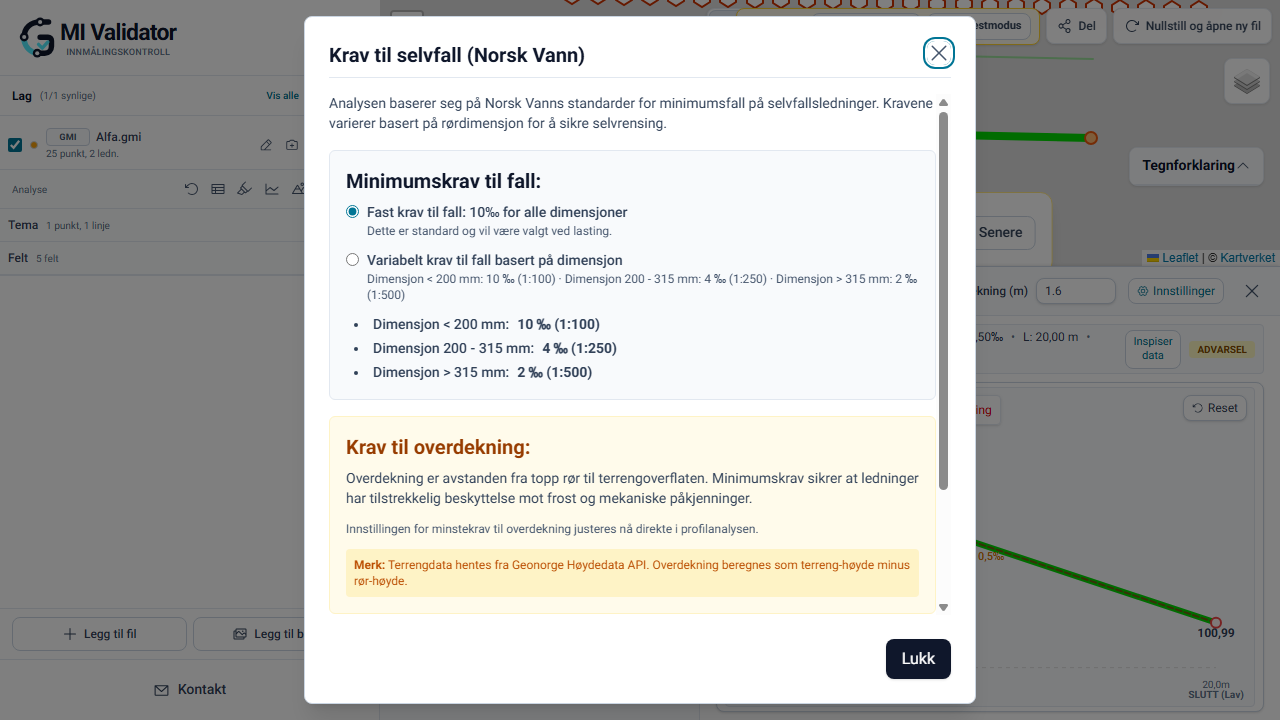 MI Validator
INNMÅLINGSKONTROLL
Lag (1/1 synlige) Vis alle
GMI Alfa.gmi
25 punkt, 2 ledn.
Analyse
Tema 1 punkt, 1 linje
Felt 5 felt
Legg til fil
Legg til b
Kontakt
Krav til selvfall (Norsk Vann)
Analysen baserer seg på Norsk Vanns standarder for minimumsfall på selvfallsledninger. Kravene
varierer basert på rørdimensjon for å sikre selvrensing.
Minimumskrav til fall:
Fast krav til fall: 10‰ for alle dimensjoner
Dette er standard og vil være valgt ved lasting.
Variabelt krav til fall basert på dimensjon
Dimensjon < 200 mm: 10 ‰ (1:100) · Dimensjon 200 - 315 mm: 4 ‰ (1:250) · Dimensjon > 315 mm: 2 ‰
(1:500)
• Dimensjon < 200 mm: 10 ‰ (1:100)
• Dimensjon 200 - 315 mm: 4 ‰ (1:250)
• Dimensjon > 315 mm: 2 ‰ (1:500)
Krav til overdekning:
Overdekning er avstanden fra topp rør til terrengoverflaten. Minimumskrav sikrer at ledninger
har tilstrekkelig beskyttelse mot frost og mekaniske påkjenninger.
Innstillingen for minstekrav til overdekning justeres nå direkte i profilanalysen.
Merk: Terrengdata hentes fra Geonorge Høydedata API. Overdekning beregnes som terreng-høyde minus
rør-høyde.
Lukk
estmodus
Del
Nullstill og åpne ny fil
Tegnforklaring
Senere
Leaflet | © Kartverket
kning (m) 1.6
Innstillinger
,50‰ • L: 20,00 m •
Inspiser
data
ADVARSEL
ing
Reset
0,5‰
100,99
20,0m
SLUTT (Lav)